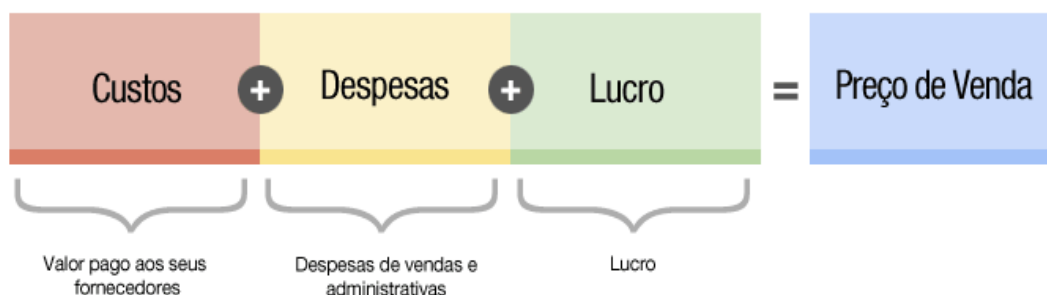 Custos + Despesas + Lucro = Preço de Venda
Valor pago aos seus
fornecedores
Despesas de vendas e
administrativas
Lucro